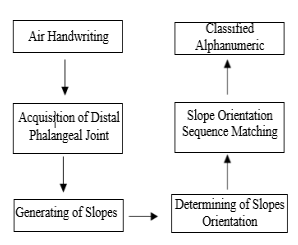 Air Handwriting
Acquisition of Distal
Phalangeal Joint
Generating of Slopes
Determining of Slopes
Orientation
Slope Orientation
Sequence Matching
Classified
Alphanumeric